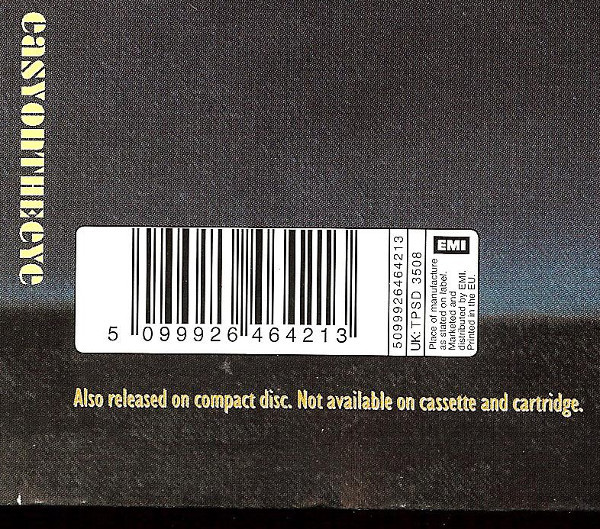 easyontheeye
5 099926 464213
5099926464213
UK: TPSD 3508
EMI
Place of manufacture
as stated on label.
Marketed and
distributed by EMI.
Printed in the EU.
Also released on compact disc. Not available on cassette and cartridge.